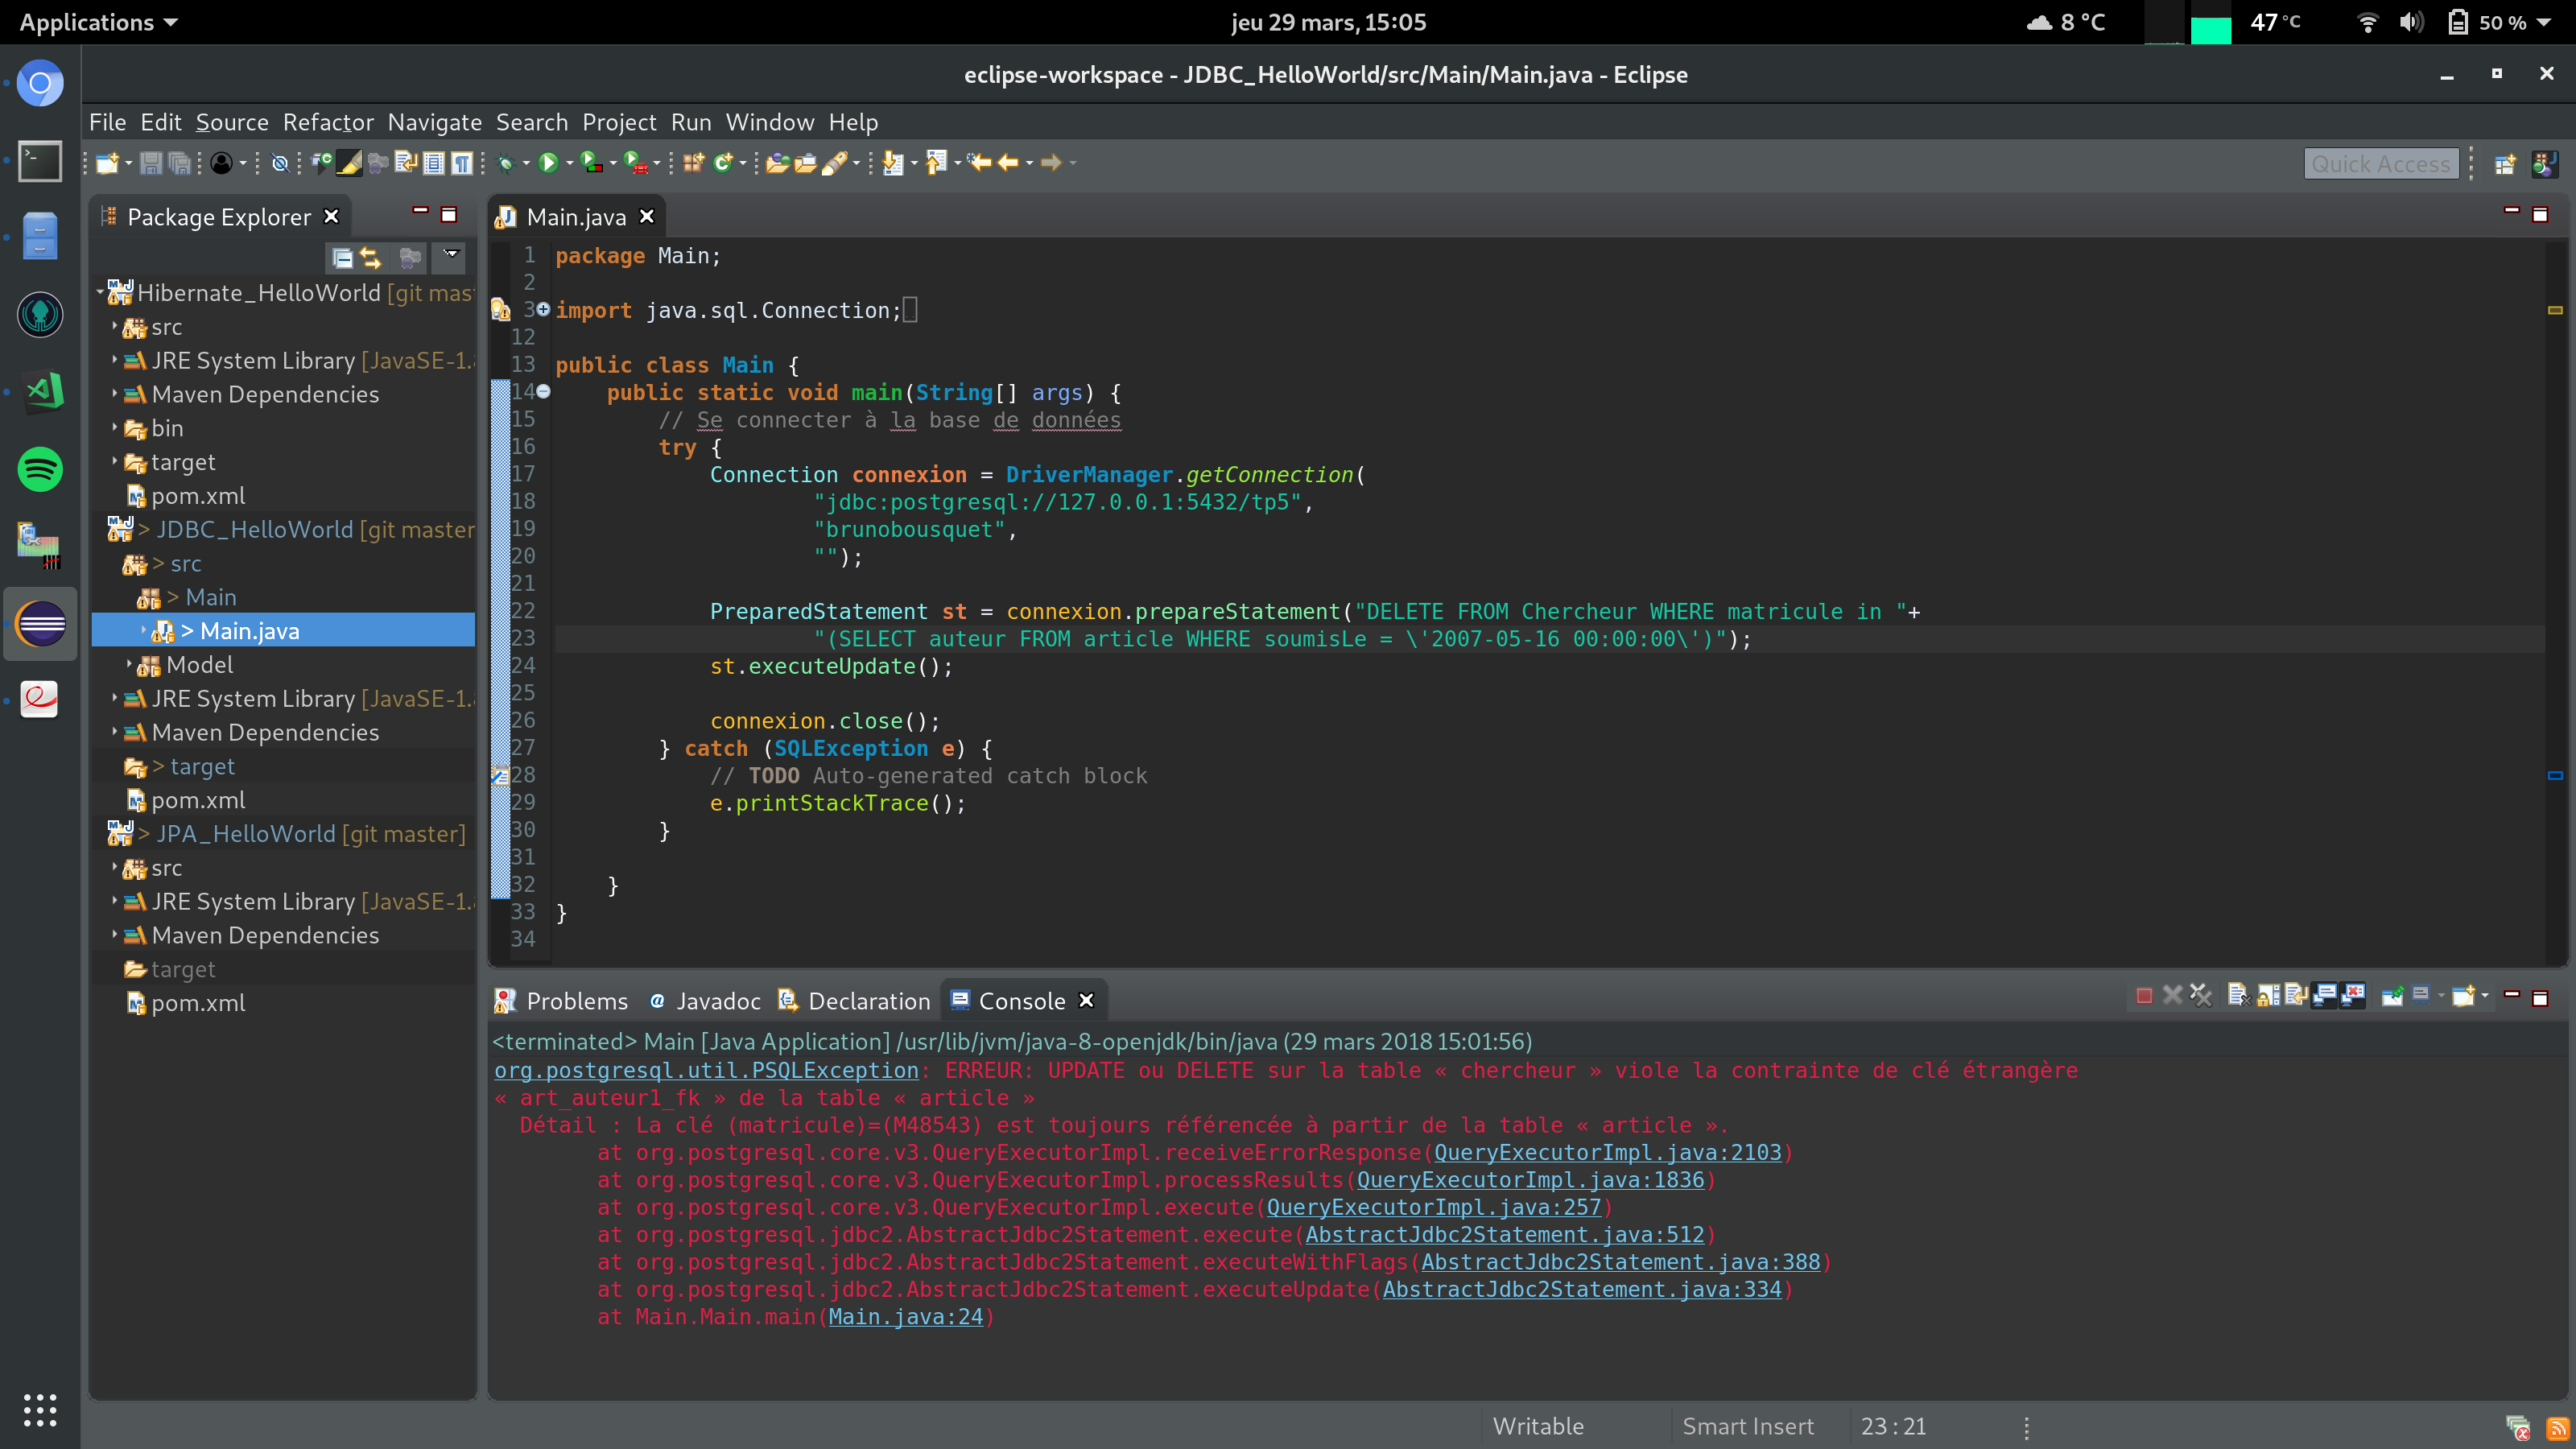 Applications
jeu 29 mars, 15:05
8 °C
47 °C
50 %
eclipse-workspace - JDBC_HelloWorld/src/Main/Main.java - Eclipse
File Edit Source Refactor Navigate Search Project Run Window Help
Quick Access
Package Explorer
Hibernate_HelloWorld [git mas
src
JRE System Library [JavaSE-1.
Maven Dependencies
bin
target
pom.xml
> JDBC_HelloWorld [git master
> src
> Main
> Main.java
Model
JRE System Library [JavaSE-1.
Maven Dependencies
> target
pom.xml
> JPA_HelloWorld [git master]
src
JRE System Library [JavaSE-1.
Maven Dependencies
target
pom.xml
Main.java
1 package Main;
2
3 import java.sql.Connection;
12
13 public class Main {
14 public static void main(String[] args) {
15 // Se connecter à la base de données
16 try {
17 Connection connexion = DriverManager.getConnection(
18 "jdbc:postgresql://127.0.0.1:5432/tp5",
19 "brunobousquet",
20 "");
21
22 PreparedStatement st = connexion.prepareStatement("DELETE FROM Chercheur WHERE matricule in "+
23 "(SELECT auteur FROM article WHERE soumisLe = \'2007-05-16 00:00:00\')");
24 st.executeUpdate();
25
26 connexion.close();
27 } catch (SQLException e) {
28 // TODO Auto-generated catch block
29 e.printStackTrace();
30 }
31
32 }
33 }
34
Problems Javadoc Declaration Console
<terminated> Main [Java Application] /usr/lib/jvm/java-8-openjdk/bin/java (29 mars 2018 15:01:56)
org.postgresql.util.PSQLException: ERREUR: UPDATE ou DELETE sur la table « chercheur » viole la contrainte de clé étrangère
« art_auteur1_fk » de la table « article »
Détail : La clé (matricule)=(M48543) est toujours référencée à partir de la table « article ».
at org.postgresql.core.v3.QueryExecutorImpl.receiveErrorResponse(QueryExecutorImpl.java:2103)
at org.postgresql.core.v3.QueryExecutorImpl.processResults(QueryExecutorImpl.java:1836)
at org.postgresql.core.v3.QueryExecutorImpl.execute(QueryExecutorImpl.java:257)
at org.postgresql.jdbc2.AbstractJdbc2Statement.execute(AbstractJdbc2Statement.java:512)
at org.postgresql.jdbc2.AbstractJdbc2Statement.executeWithFlags(AbstractJdbc2Statement.java:388)
at org.postgresql.jdbc2.AbstractJdbc2Statement.executeUpdate(AbstractJdbc2Statement.java:334)
at Main.Main.main(Main.java:24)
Writable
Smart Insert
23 : 21